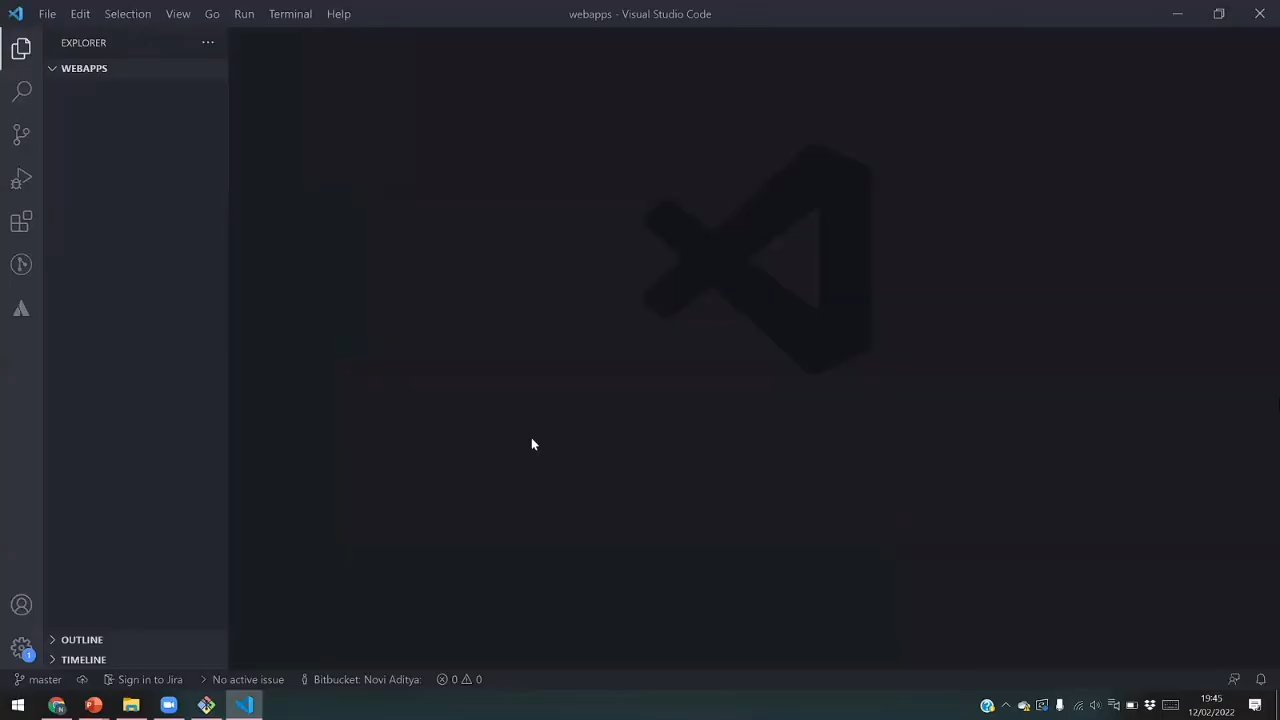 File Edit Selection View Go Run Terminal Help
webapps - Visual Studio Code
EXPLORER
WEBAPPS
OUTLINE
TIMELINE
1
master
Sign in to Jira
No active issue
Bitbucket: Novi Aditya:
0 0
19:45
12/02/2022